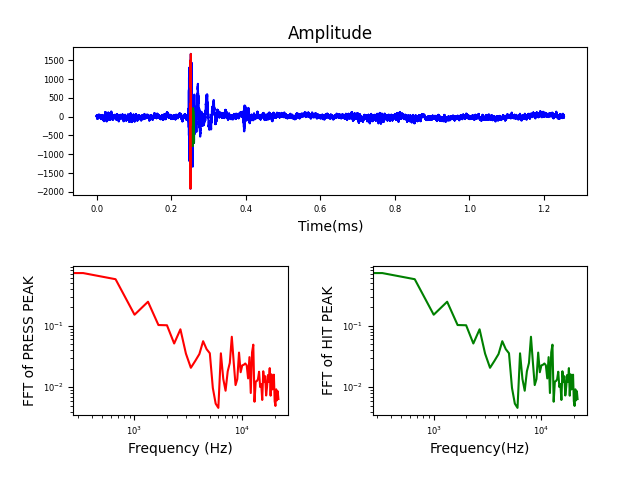 Amplitude
1500
1000
500
0
−500
−1000
−1500
−2000
0.0 0.2 0.4 0.6 0.8 1.0 1.2
Time(ms)
FFT of PRESS PEAK
10⁻¹
10⁻²
10³ 10⁴
Frequency (Hz)
FFT of HIT PEAK
10⁻¹
10⁻²
10³ 10⁴
Frequency(Hz)